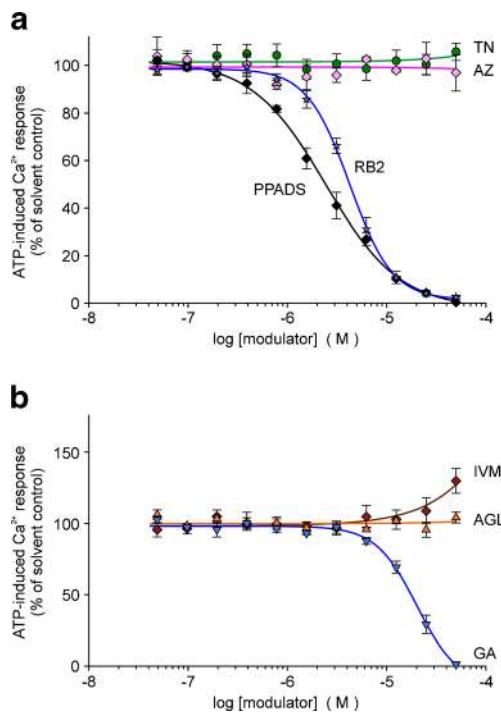 a
ATP-induced Ca²⁺ response
(% of solvent control)
120
100
80
60
40
20
0
TN
AZ
RB2
PPADS
-8
-7
-6
-5
-4
log [modulator] ( M )
b
ATP-induced Ca²⁺ response
(% of solvent control)
150
100
50
0
IVM
AGL
GA
-8
-7
-6
-5
-4
log [modulator] ( M )